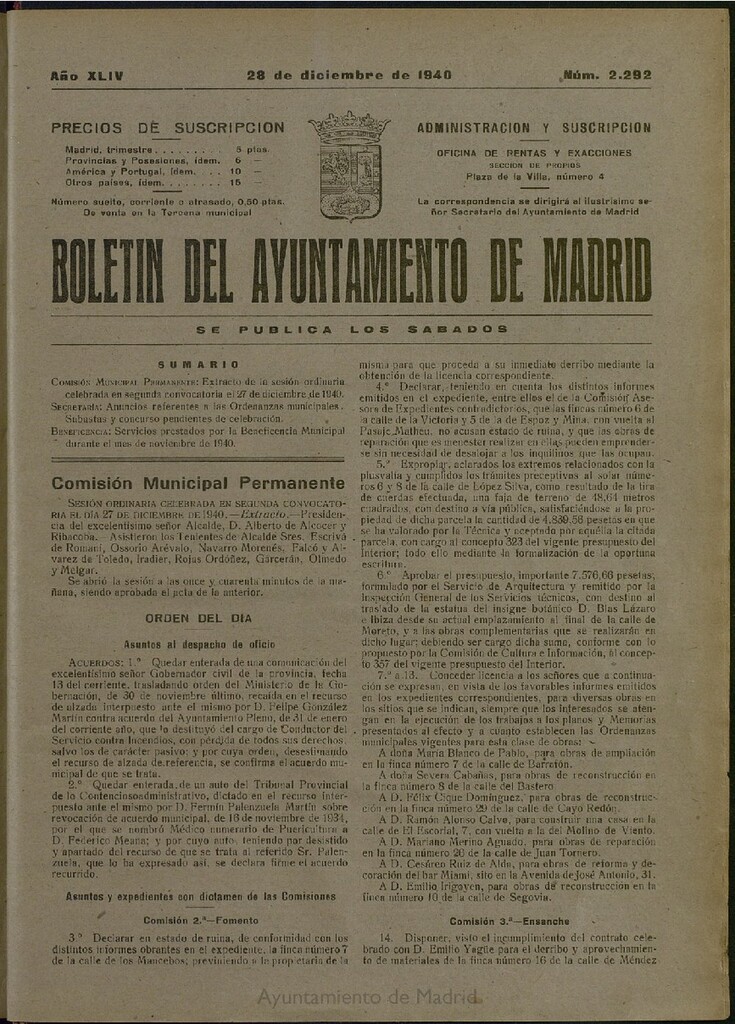 Año XLIV
28 de diciembre de 1940
Núm. 2.292
PRECIOS DE SUSCRIPCION
Madrid, trimestre 5 ptas.
Provincias y Posesiones, ídem. 6 —
América y Portugal, ídem. 10 —
Otros países, ídem. 15 —
Número suelto, corriente o atrasado, 0,50 ptas.
De venta en la Tercena municipal
ADMINISTRACION Y SUSCRIPCION
OFICINA DE RENTAS Y EXACCIONES
SECCION DE PROPIOS
Plaza de la Villa, número 4
La correspondencia se dirigirá al ilustrísimo se-
ñor Secretario del Ayuntamiento de Madrid
BOLETIN DEL AYUNTAMIENTO DE MADRID
SE PUBLICA LOS SABADOS
SUMARIO
COMISIÓN MUNICIPAL PERMANENTE: Extracto de la sesión ordinaria
celebrada en segunda convocatoria el 27 de diciembre de 1940.
SECRETARÍA: Anuncios referentes a las Ordenanzas municipales.
Subastas y concurso pendientes de celebración.
BENEFICENCIA: Servicios prestados por la Beneficencia Municipal
durante el mes de noviembre de 1940.
Comisión Municipal Permanente
SESIÓN ORDINARIA CELEBRADA EN SEGUNDA CONVOCATO-
RIA EL DÍA 27 DE DICIEMBRE DE 1940.—Extracto.—Presiden-
cia del excelentísimo señor Alcalde, D. Alberto de Alcocer y
Ribacoba.—Asistieron los Tenientes de Alcalde Sres. Escrivá
de Romaní, Ossorio Arévalo, Navarro Morenés, Falcó y Al-
varez de Toledo, Iradier, Rojas Ordóñez, Garcerán, Olmedo
y Melgar.
Se abrió la sesión a las once y cuarenta minutos de la ma-
ñana, siendo aprobada el acta de la anterior.
ORDEN DEL DIA
Asuntos al despacho de oficio
ACUERDOS: 1.º Quedar enterada de una comunicación del
excelentísimo señor Gobernador civil de la provincia, fecha
13 del corriente, trasladando orden del Ministerio de la Go-
bernación, de 30 de noviembre último, recaída en el recurso
de alzada interpuesto ante el mismo por D. Felipe González
Martín contra acuerdo del Ayuntamiento Pleno, de 31 de enero
del corriente año, que lo destituyó del cargo de Conductor del
Servicio contra Incendios, con pérdida de todos sus derechos,
salvo los de carácter pasivo; y por cuya orden, desestimando
el recurso de alzada de referencia, se confirma el acuerdo mu-
nicipal de que se trata.
2.º Quedar enterada de un auto del Tribunal Provincial
de lo Contenciosoadministrativo, dictado en el recurso inter-
puesto ante el mismo por D. Fermín Palenzuela Martín sobre
revocación de acuerdo municipal, de 16 de noviembre de 1934,
por el que se nombró Médico numerario de Puericultura a
D. Federico Meana; y por cuyo auto, teniendo por desistido
y apartado del recurso de que se trata al referido Sr. Palen-
zuela, que lo ha expresado así, se declara firme el acuerdo
recurrido.
Asuntos y expedientes con dictamen de las Comisiones
Comisión 2.ª—Fomento
3.º Declarar en estado de ruina, de conformidad con los
distintos informes obrantes en el expediente, la finca número 7
de la calle de los Mancebos; previniendo a la propietaria de la
misma para que proceda a su inmediato derribo mediante la
obtención de la licencia correspondiente.
4.º Declarar, teniendo en cuenta los distintos informes
emitidos en el expediente, entre ellos el de la Comisión Ase-
sora de Expedientes contradictorios, que las fincas número 6 de
la calle de la Victoria y 5 de la de Espoz y Mina, con vuelta al
Pasaje Matheu, no acusan estado de ruina, y que las obras de
reparación que es menester realizar en ellas pueden emprender-
se sin necesidad de desalojar a los inquilinos que las ocupan.
5.º Expropiar, aclarados los extremos relacionados con la
plusvalía y cumplidos los trámites preceptivos al solar núme-
ros 6 y 8 de la calle de López Silva, como resultado de la tira
de cuerdas efectuada, una faja de terreno de 48,64 metros
cuadrados, con destino a vía pública, satisfaciéndose a la pro-
piedad de dicha parcela la cantidad de 4.839,58 pesetas en que
se ha valorado por la Técnica y aceptado por aquélla la citada
parcela, con cargo al concepto 323 del vigente presupuesto del
Interior; todo ello mediante la formalización de la oportuna
escritura.
6.º Aprobar el presupuesto, importante 7.576,66 pesetas,
formulado por el Servicio de Arquitectura y remitido por la
Inspección General de los Servicios técnicos, con destino al
traslado de la estatua del insigne botánico D. Blas Lázaro
e Ibiza desde su actual emplazamiento al final de la calle de
Moreto, y a las obras complementarias que se realizarán en
dicho lugar; debiendo ser cargo dicha suma, conforme con lo
propuesto por la Comisión de Cultura e Información, al concep-
to 357 del vigente presupuesto del Interior.
7.º a 13. Conceder licencia a los señores que a continua-
ción se expresan, en vista de los favorables informes emitidos
en los expedientes correspondientes, para diversas obras en
los sitios que se indican, siempre que los interesados se aten-
gan en la ejecución de los trabajos a los planos y Memorias
presentados al efecto y a cuanto establecen las Ordenanzas
municipales vigentes para esta clase de obras:
A doña María Blanco de Pablo, para obras de ampliación
en la finca número 7 de la calle de Barrafón.
A doña Severa Cabañas, para obras de reconstrucción en
la finca número 8 de la calle del Bastero.
A D. Félix Cique Domínguez, para obras de reconstruc-
ción en la finca número 29 de la calle de Cayo Redón.
A D. Ramón Alonso Calvo, para construir una casa en la
calle de El Escorial, 7, con vuelta a la del Molino de Viento.
A D. Mariano Merino Aguado, para obras de reparación
en la finca número 26 de la calle de Juan Tornero.
A D. Cesáreo Ruiz de Alda, para obras de reforma y de-
coración del bar Miami, sito en la Avenida de José Antonio, 31.
A D. Emilio Irigoyen, para obras de reconstrucción en la
finca número 10 de la calle de Segovia.
Comisión 3.ª—Ensanche
14. Disponer, visto el incumplimiento del contrato cele-
brado con D. Emilio Yagüe para el derribo y aprovechamien-
to de materiales de la finca número 16 de la calle de Méndez
Ayuntamiento de Madrid